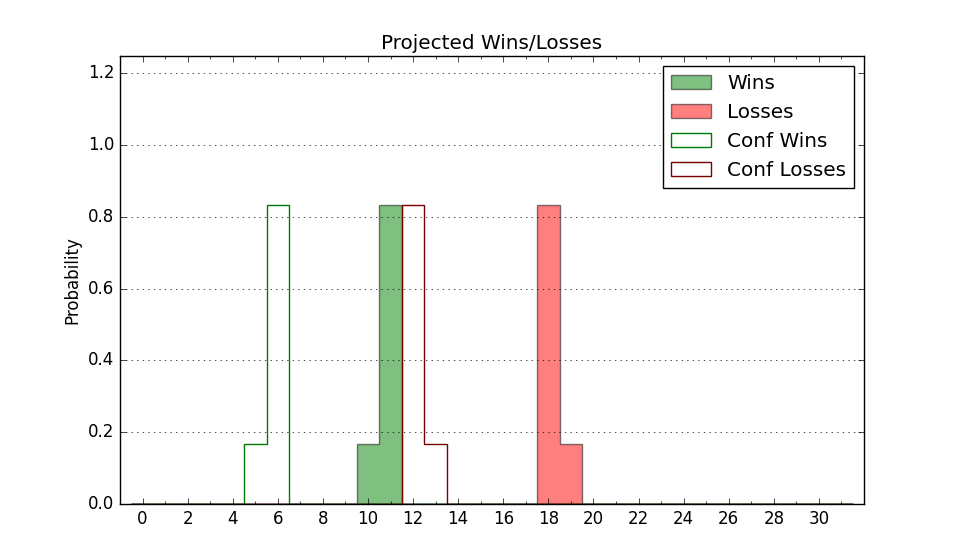 Projected Wins/Losses
1.2
1.0
0.8
0.6
0.4
0.2
0.0
Probability
Wins
Losses
Conf Wins
Conf Losses
0 2 4 6 8 10 12 14 16 18 20 22 24 26 28 30